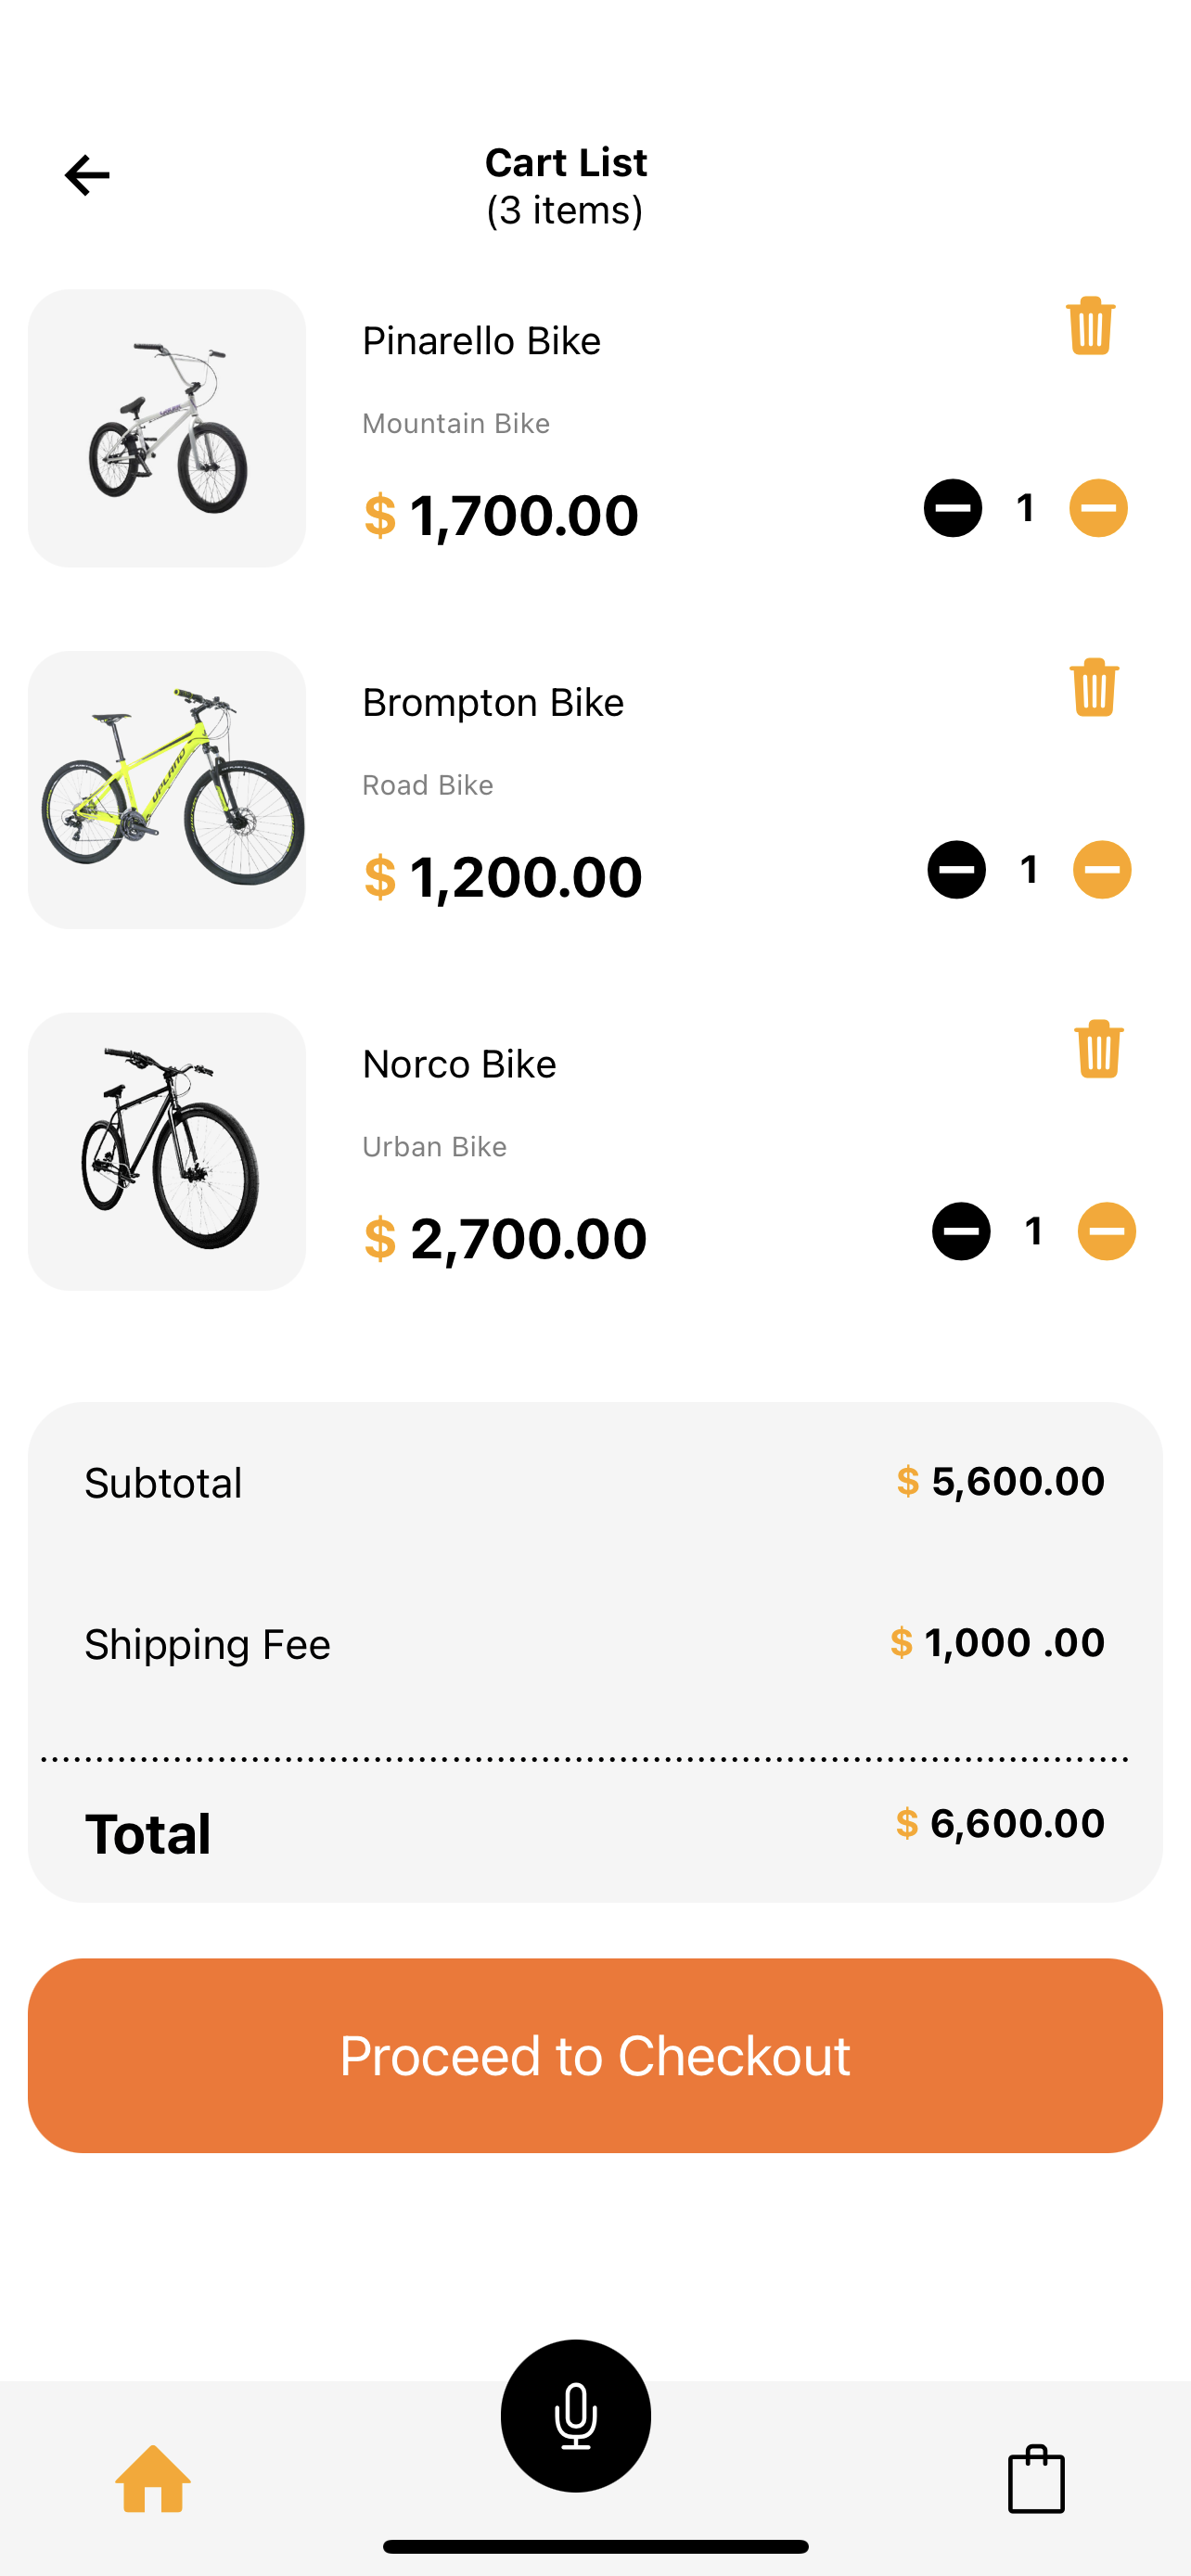 Cart List
(3 items)
Pinarello Bike
Mountain Bike
$ 1,700.00
1
Brompton Bike
Road Bike
$ 1,200.00
1
UPLAND
Norco Bike
Urban Bike
$ 2,700.00
1
Subtotal
$ 5,600.00
Shipping Fee
$ 1,000 .00
Total
$ 6,600.00
Proceed to Checkout